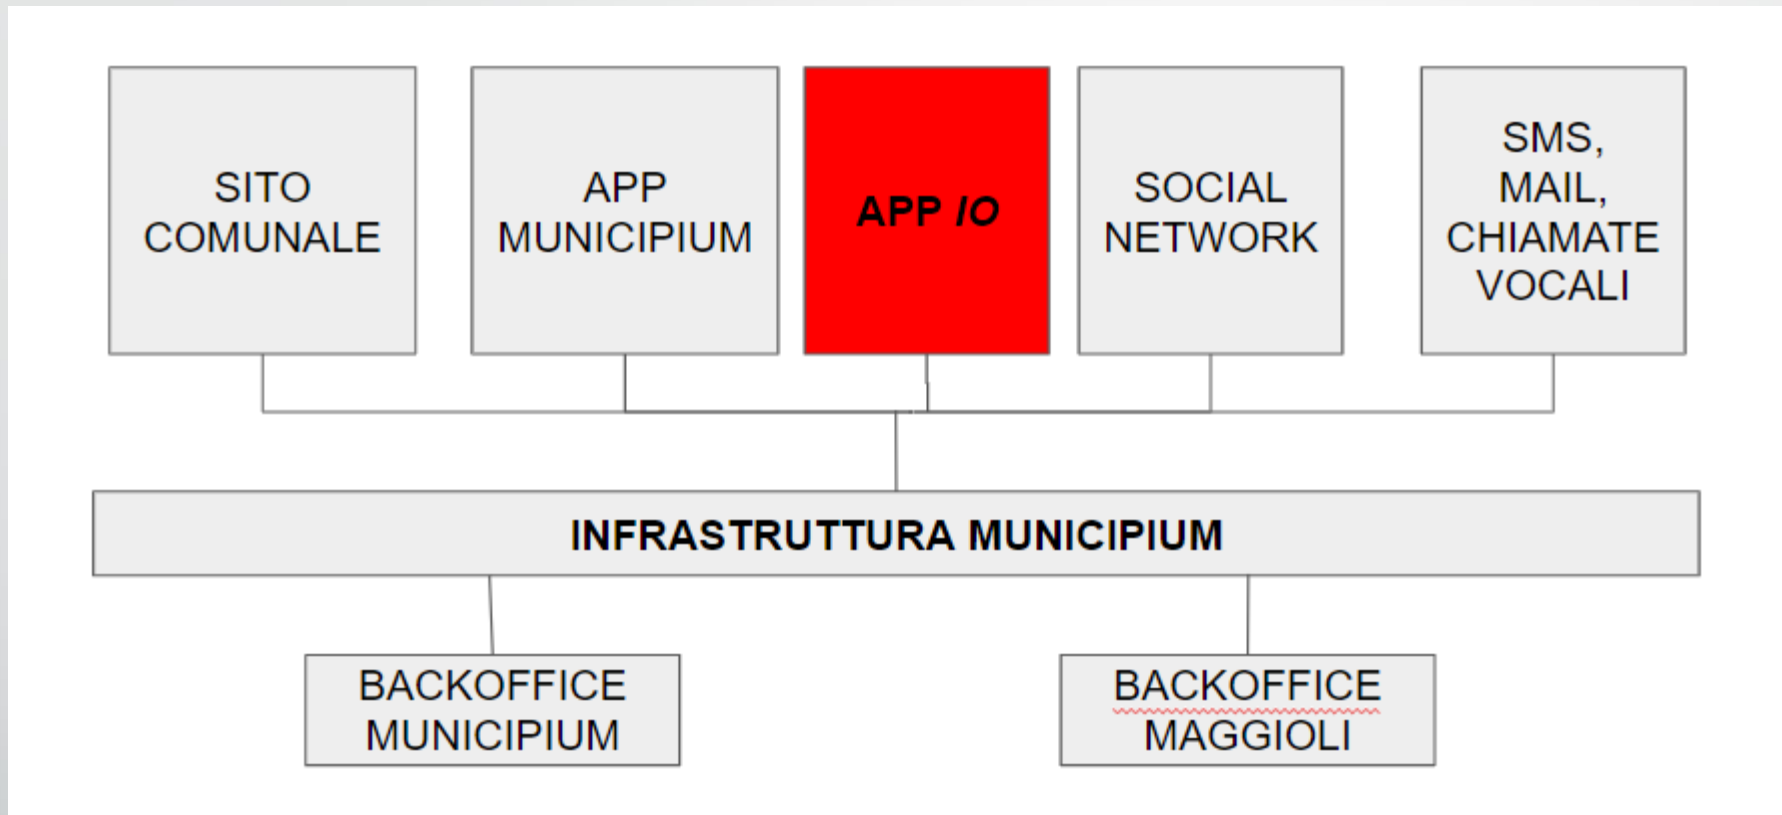 SITO
COMUNALE
APP
MUNICIPIUM
APP IO
SOCIAL
NETWORK
SMS,
MAIL,
CHIAMATE
VOCALI
INFRASTRUTTURA MUNICIPIUM
BACKOFFICE
MUNICIPIUM
BACKOFFICE
MAGGIOLI